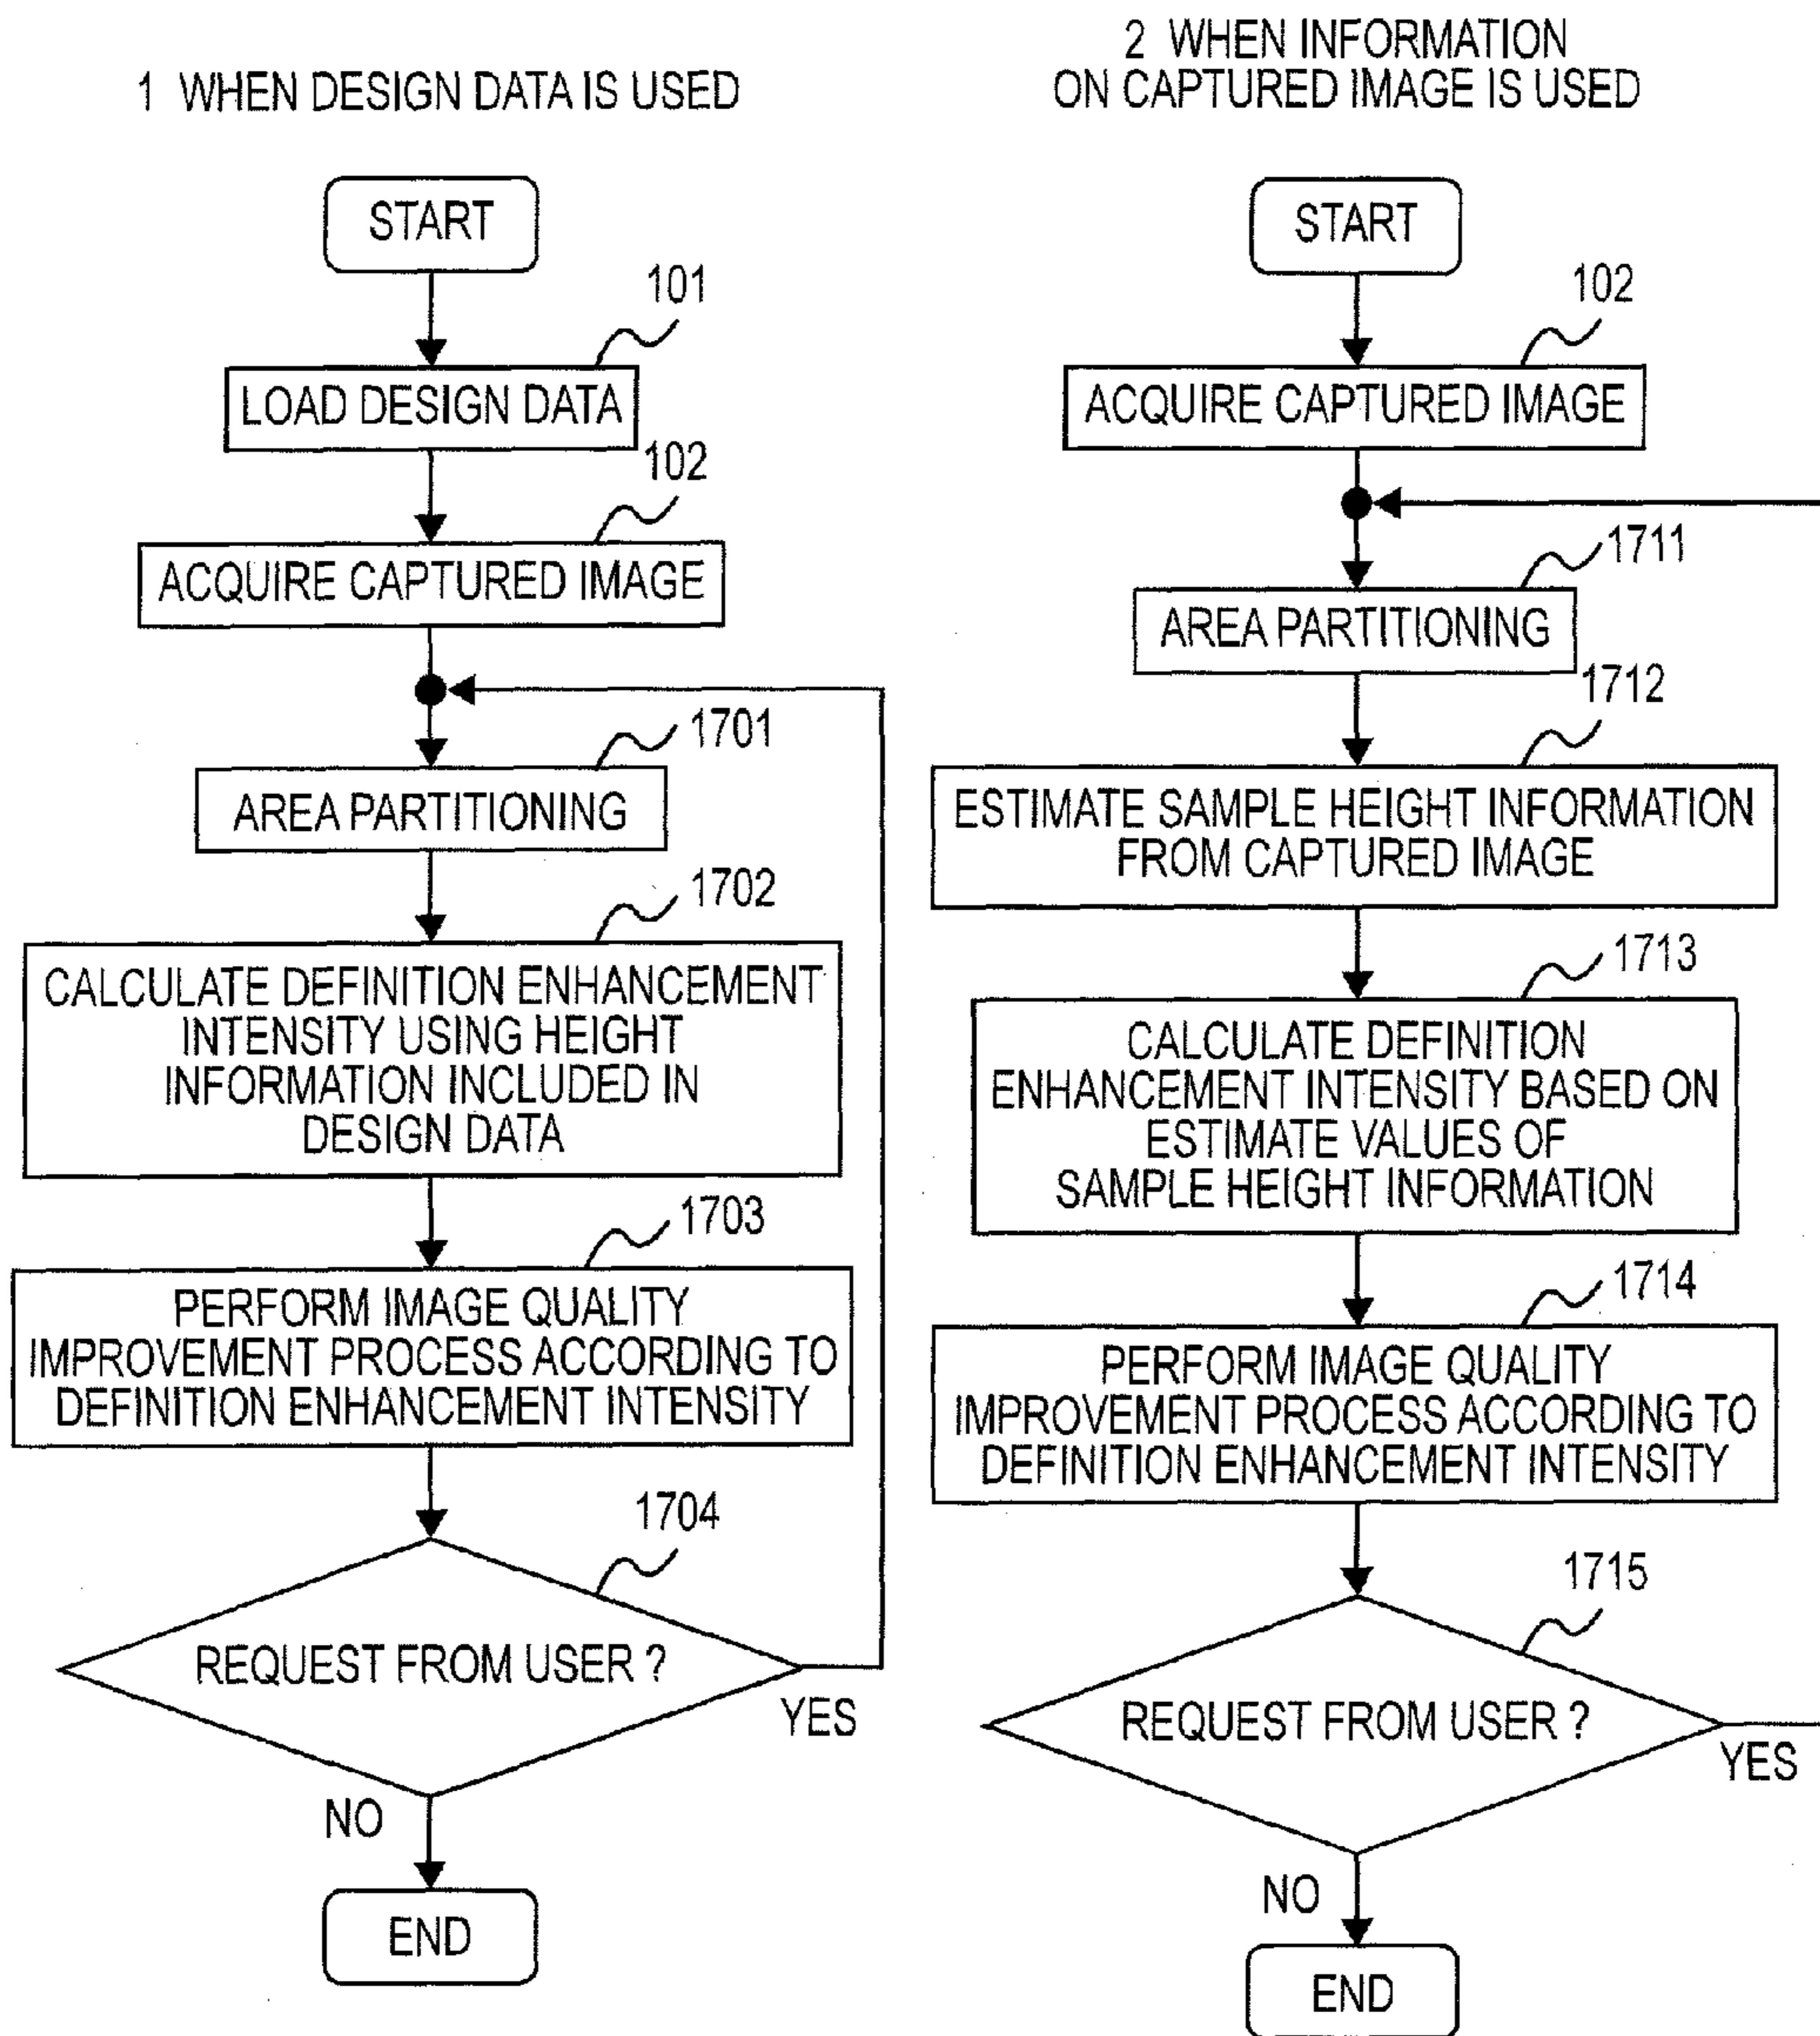 1 WHEN DESIGN DATA IS USED
START
101
LOAD DESIGN DATA
102
ACQUIRE CAPTURED IMAGE
1701
AREA PARTITIONING
1702
CALCULATE DEFINITION ENHANCEMENT
INTENSITY USING HEIGHT
INFORMATION INCLUDED IN
DESIGN DATA
1703
PERFORM IMAGE QUALITY
IMPROVEMENT PROCESS ACCORDING TO
DEFINITION ENHANCEMENT INTENSITY
1704
REQUEST FROM USER ?
YES
NO
END
2 WHEN INFORMATION
ON CAPTURED IMAGE IS USED
START
102
ACQUIRE CAPTURED IMAGE
1711
AREA PARTITIONING
1712
ESTIMATE SAMPLE HEIGHT INFORMATION
FROM CAPTURED IMAGE
1713
CALCULATE DEFINITION
ENHANCEMENT INTENSITY BASED ON
ESTIMATE VALUES OF
SAMPLE HEIGHT INFORMATION
1714
PERFORM IMAGE QUALITY
IMPROVEMENT PROCESS ACCORDING TO
DEFINITION ENHANCEMENT INTENSITY
1715
REQUEST FROM USER ?
YES
NO
END